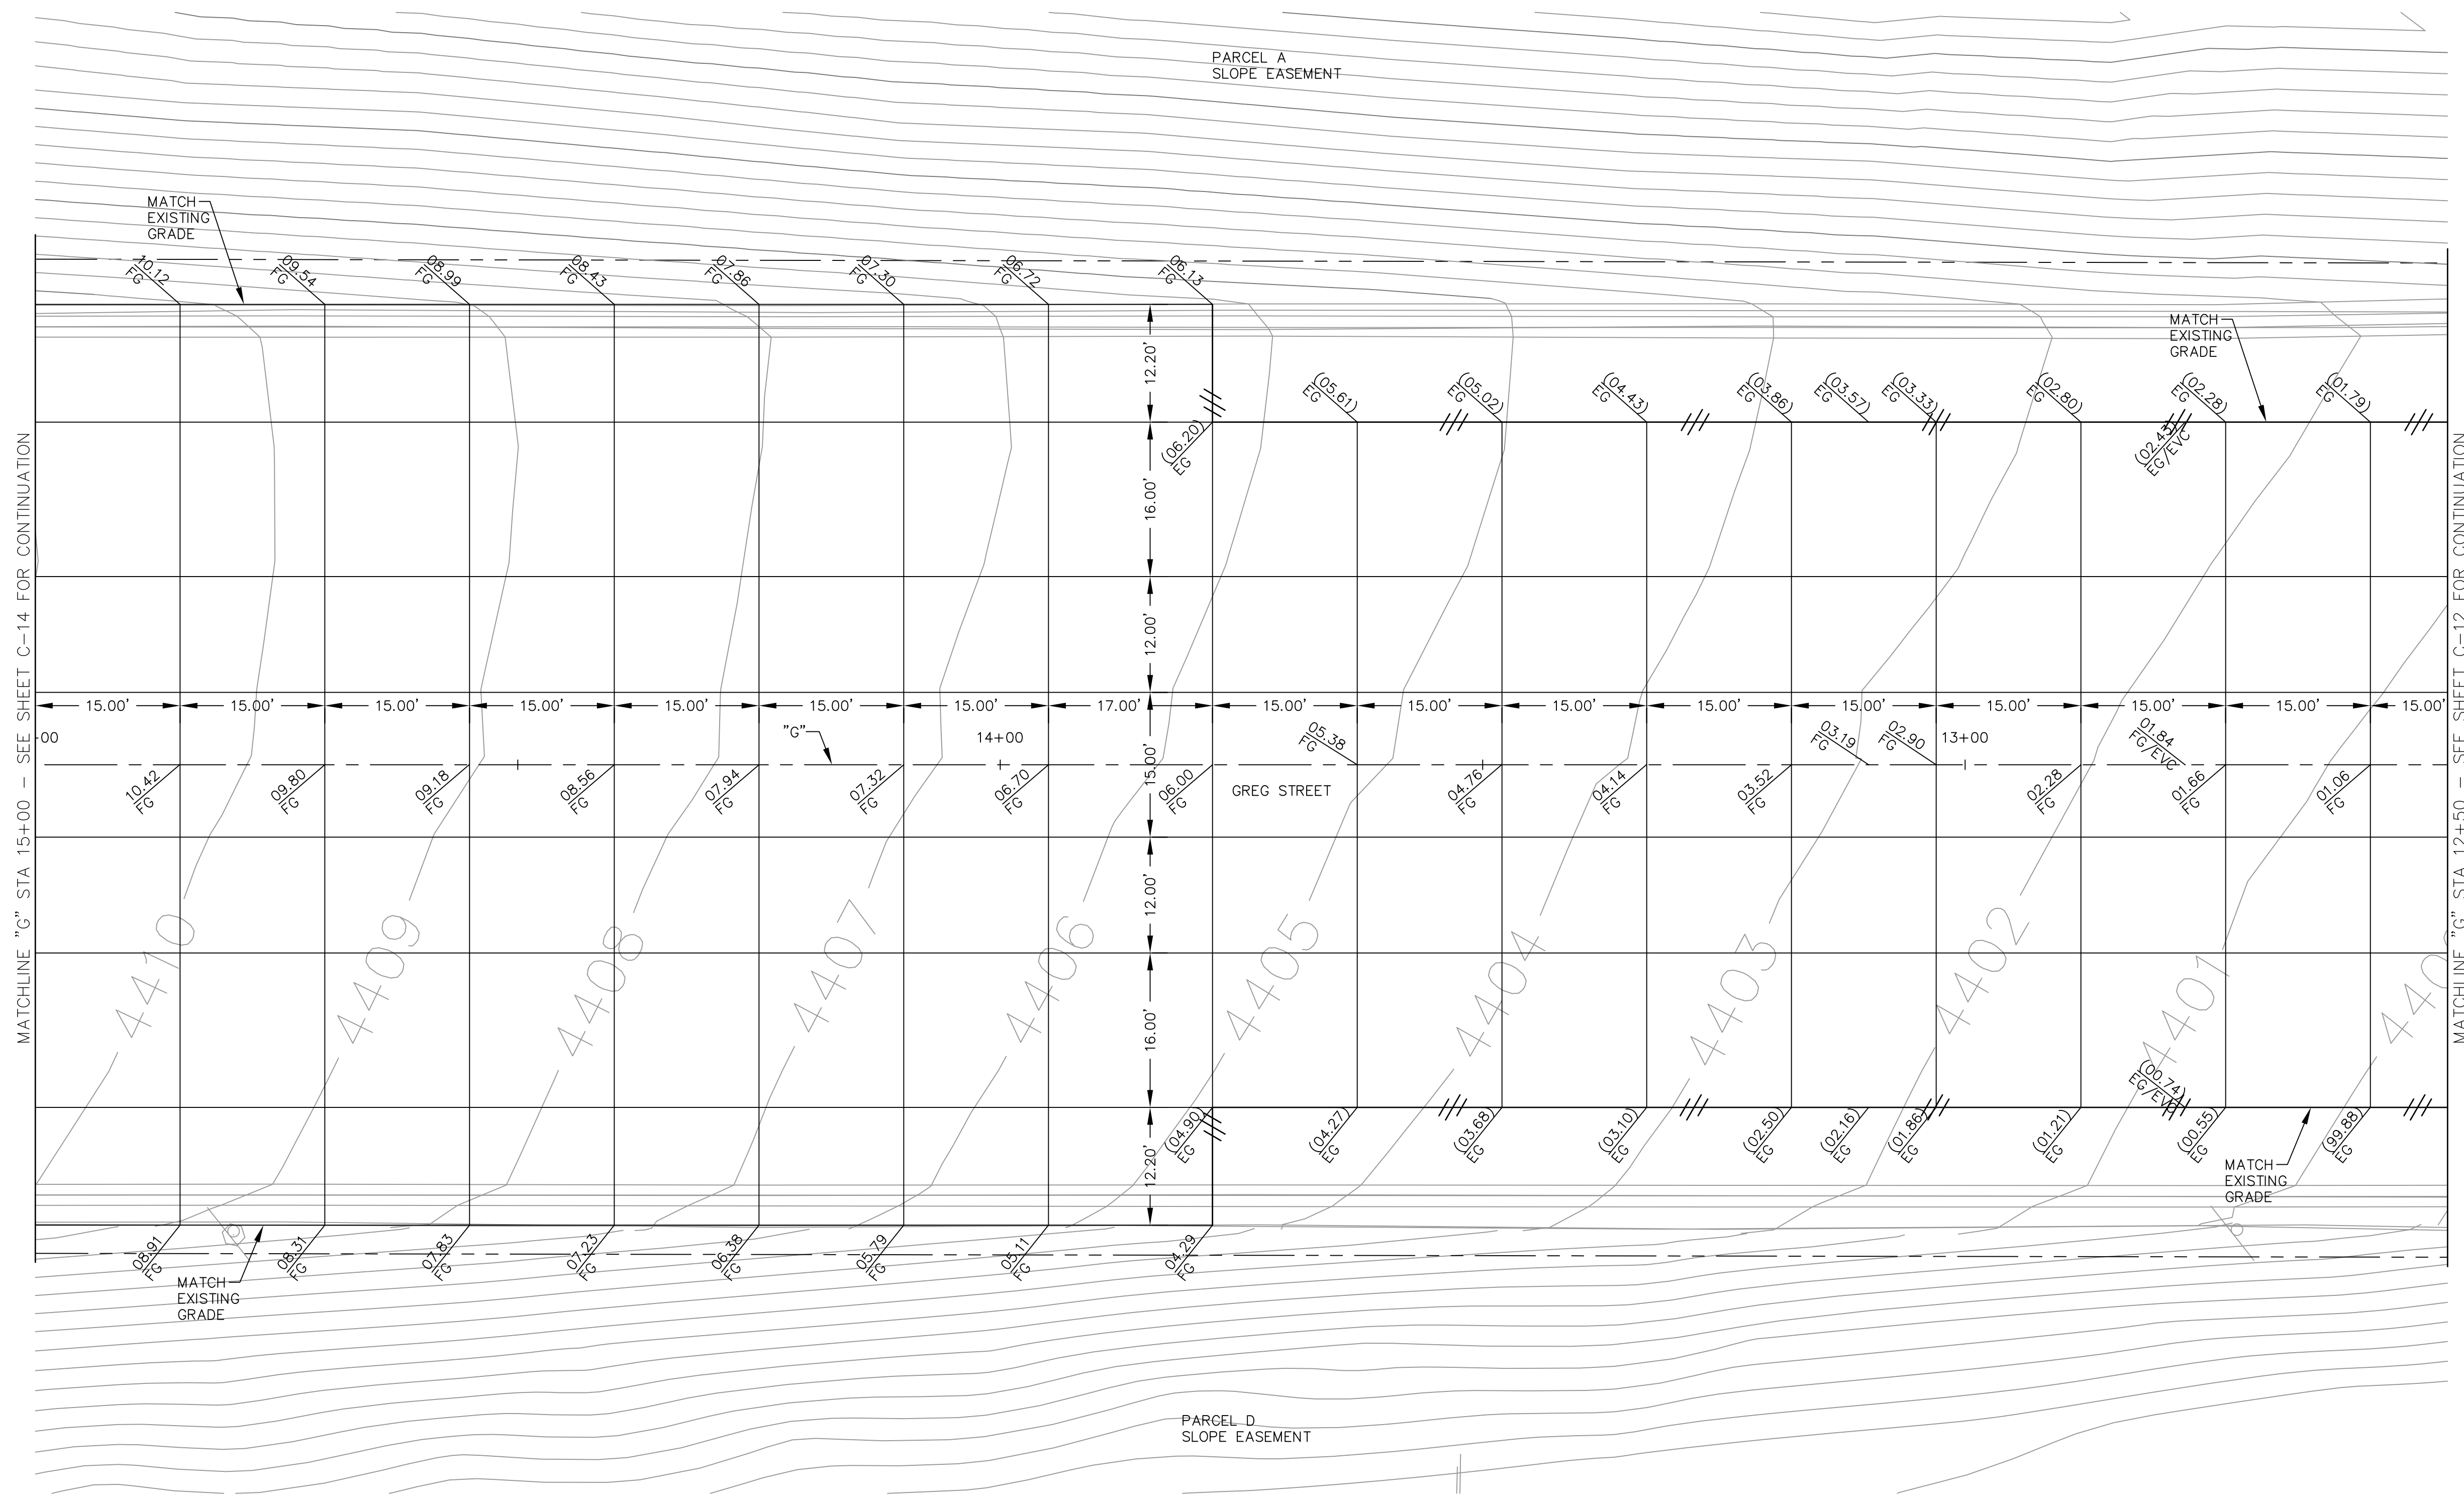 PARCEL A
SLOPE EASEMENT
MATCH
EXISTING
GRADE
10.12
FG
09.54
FG
08.99
FG
08.43
FG
07.86
FG
07.30
FG
06.72
FG
06.13
FG
MATCH
EXISTING
GRADE
12.20'
(06.20)
EG
(05.61)
EG
(05.02)
EG
(04.43)
EG
(03.86)
EG
(03.57)
EG
(03.33)
EG
(02.80)
EG
(02.28)
EG
(02.43)
EG/EVC
(01.79)
EG
16.00'
12.00'
MATCHLINE "G" STA 15+00 - SEE SHEET C-14 FOR CONTINUATION
MATCHLINE "G" STA 12+50 - SEE SHEET C-12 FOR CONTINUATION
15.00'
15.00'
15.00'
15.00'
15.00'
15.00'
15.00'
17.00'
15.00'
15.00'
15.00'
15.00'
15.00'
15.00'
15.00'
15.00'
15.00'
+00
"G"
14+00
13+00
15.00'
GREG STREET
10.42
FG
09.80
FG
09.18
FG
08.56
FG
07.94
FG
07.32
FG
06.70
FG
06.00
FG
05.38
FG
04.76
FG
04.14
FG
03.52
FG
03.19
FG
02.90
FG
02.28
FG
01.84
FG/EVC
01.66
FG
01.06
FG
12.00'
4410
4409
4408
4407
4406
4405
4404
4403
4402
4401
16.00'
12.20'
(04.90)
EG
(04.27)
EG
(03.68)
EG
(03.10)
EG
(02.50)
EG
(02.16)
EG
(01.86)
EG
(01.21)
EG
(00.74)
EG/EVC
(00.55)
EG
(99.88)
EG
MATCH
EXISTING
GRADE
08.91
FG
08.31
FG
07.83
FG
07.23
FG
06.38
FG
05.79
FG
05.11
FG
04.29
FG
MATCH
EXISTING
GRADE
PARCEL D
SLOPE EASEMENT